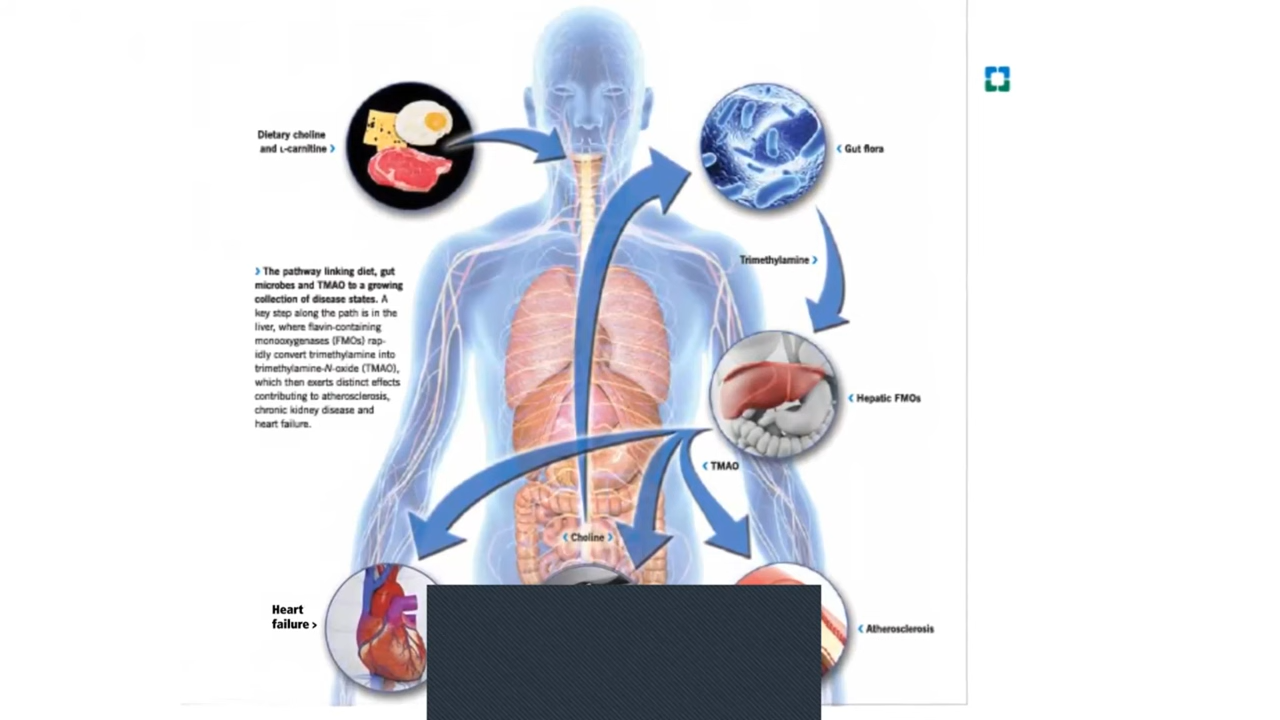 Dietary choline
and L-carnitine >
< Gut flora
Trimethylamine >
> The pathway linking diet, gut
microbes and TMAO to a growing
collection of disease states. A
key step along the path is in the
liver, where flavin-containing
monooxygenases (FMOs) rap-
idly convert trimethylamine into
trimethylamine-N-oxide (TMAO),
which then exerts distinct effects
contributing to atherosclerosis,
chronic kidney disease and
heart failure.
< Hepatic FMOs
< TMAO
< Choline >
Heart
failure >
< Atherosclerosis